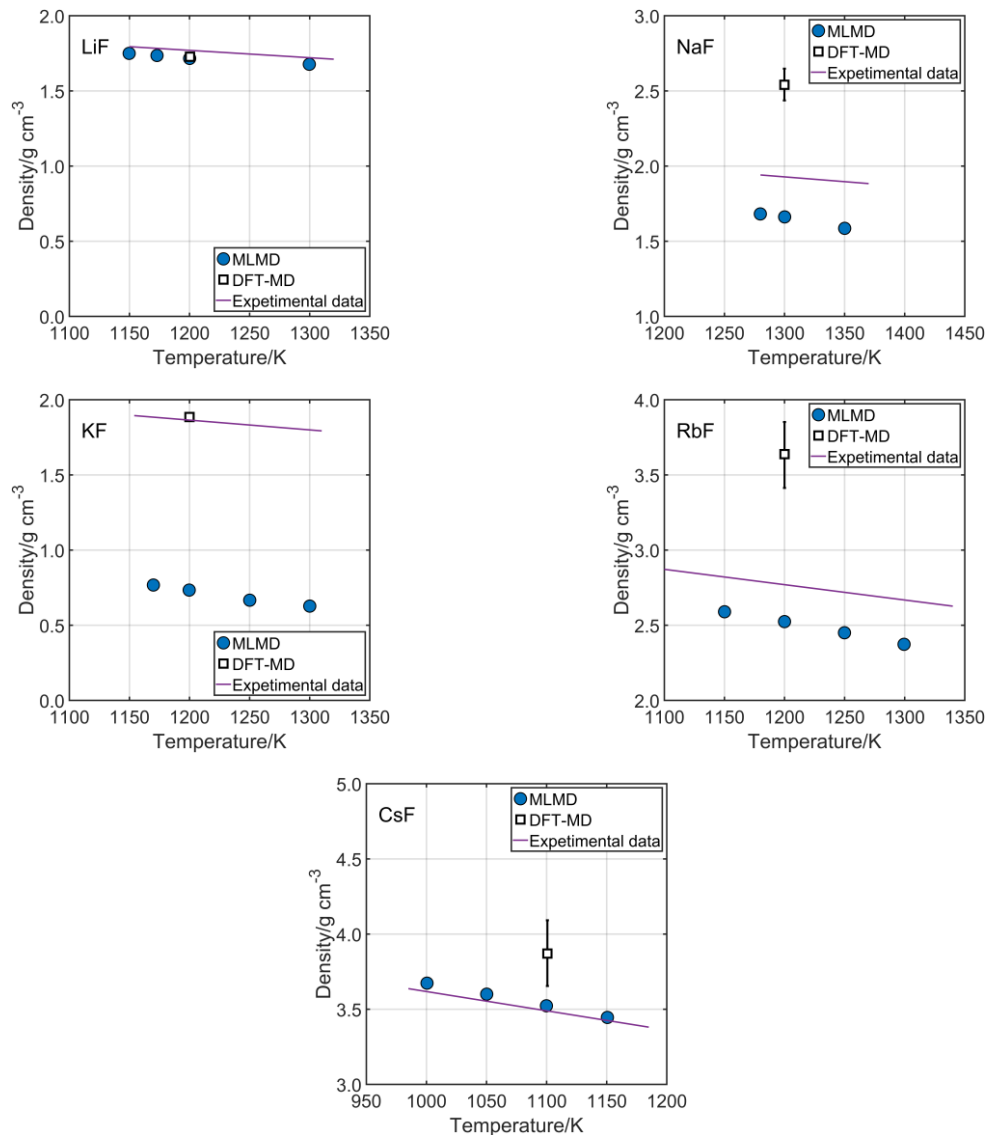 LiF
MLMD
DFT-MD
Expetimental data
Density/g cm-3
2.0
1.5
1.0
0.5
0.0
1100 1150 1200 1250 1300 1350
Temperature/K
NaF
MLMD
DFT-MD
Expetimental data
Density/g cm-3
3.0
2.5
2.0
1.5
1.0
1200 1250 1300 1350 1400 1450
Temperature/K
KF
MLMD
DFT-MD
Expetimental data
Density/g cm-3
2.0
1.5
1.0
0.5
0.0
1100 1150 1200 1250 1300 1350
Temperature/K
RbF
MLMD
DFT-MD
Expetimental data
Density/g cm-3
4.0
3.5
3.0
2.5
2.0
1100 1150 1200 1250 1300 1350
Temperature/K
CsF
MLMD
DFT-MD
Expetimental data
Density/g cm-3
5.0
4.5
4.0
3.5
3.0
950 1000 1050 1100 1150 1200
Temperature/K